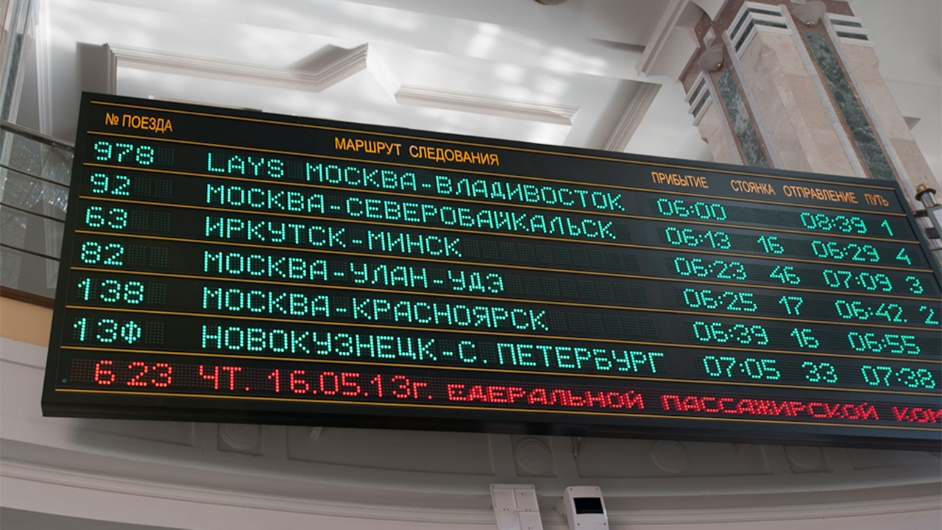 № ПОЕЗДА МАРШРУТ СЛЕДОВАНИЯ ПРИБЫТИЕ СТОЯНКА ОТПРАВЛЕНИЕ ПУТЬ
978 LAYS МОСКВА-ВЛАДИВОСТОК 06:00 08:39 1
92 МОСКВА-СЕВЕРОБАЙКАЛЬСК 06:13 16 06:29 4
63 ИРКУТСК-МИНСК 06:23 46 07:09 3
82 МОСКВА-УЛАН-УДЭ 06:25 17 06:42. 2
138 МОСКВА-КРАСНОЯРСК 06:39 16 06:55
13Ф НОВОКУЗНЕЦК-С. ПЕТЕРБУРГ 07:05 33 07:38
6 23 ЧТ. 16.05.13г. ЕДЕРАЛЬНОЙ ПАССАЖИРСКОЙ